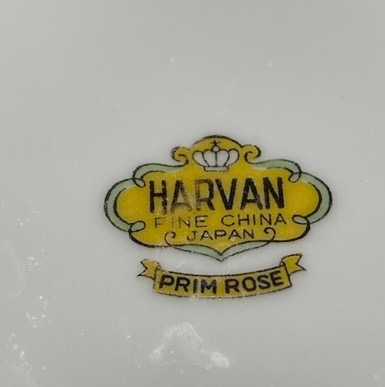 HARVAN
FINE CHINA
JAPAN
PRIM ROSE